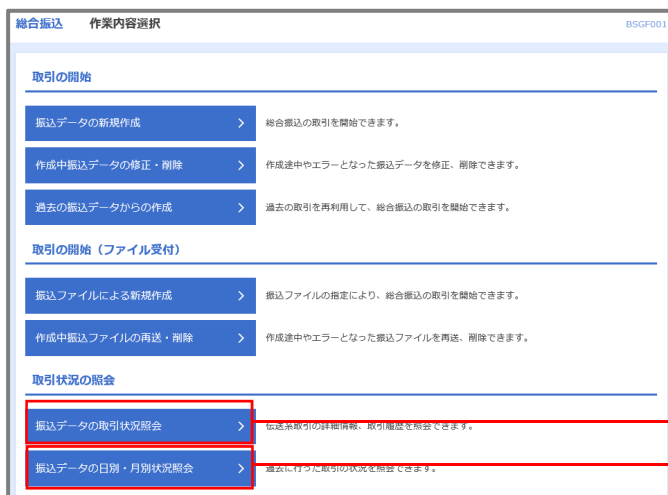 総合振込 作業内容選択 BSGF001
取引の開始
振込データの新規作成 総合振込の取引を開始できます。
作成中振込データの修正・削除 作成途中やエラーとなった振込データを修正、削除できます。
過去の振込データからの作成 過去の取引を再利用して、総合振込の取引を開始できます。
取引の開始(ファイル受付)
振込ファイルによる新規作成 振込ファイルの指定により、総合振込の取引を開始できます。
作成中振込ファイルの再送・削除 作成途中やエラーとなった振込ファイルを再送、削除できます。
取引状況の照会
振込データの取引状況照会 伝送系取引の詳細情報、取引履歴を照会できます。
振込データの日別・月別状況照会 過去に行った取引の状況を照会できます。